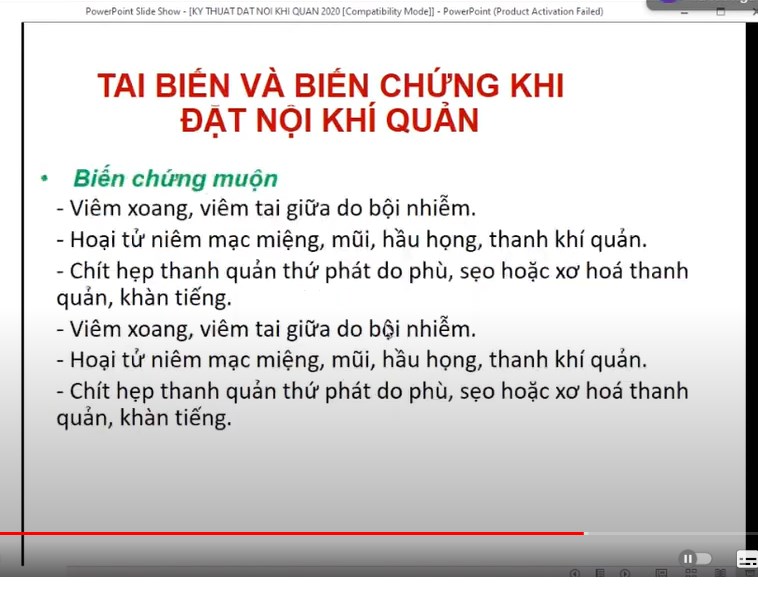 PowerPoint Slide Show - [KY THUAT DAT NOI KHI QUAN 2020 [Compatibility Mode]] - PowerPoint (Product Activation Failed)
TAI BIẾN VÀ BIẾN CHỨNG KHI
ĐẶT NỘI KHÍ QUẢN
• Biến chứng muộn
- Viêm xoang, viêm tai giữa do bội nhiễm.
- Hoại tử niêm mạc miệng, mũi, hầu họng, thanh khí quản.
- Chít hẹp thanh quản thứ phát do phù, sẹo hoặc xơ hoá thanh
quản, khàn tiếng.
- Viêm xoang, viêm tai giữa do bội nhiễm.
- Hoại tử niêm mạc miệng, mũi, hầu họng, thanh khí quản.
- Chít hẹp thanh quản thứ phát do phù, sẹo hoặc xơ hoá thanh
quản, khàn tiếng.